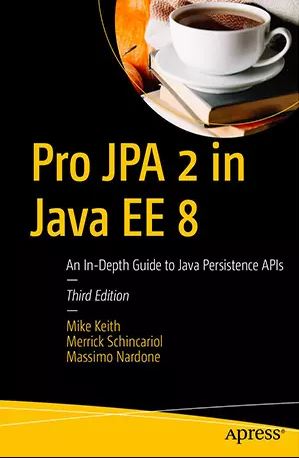 Pro JPA 2 in
Java EE 8
An In-Depth Guide to Java Persistence APIs
—
Third Edition
—
Mike Keith
Merrick Schincariol
Massimo Nardone
Apress®